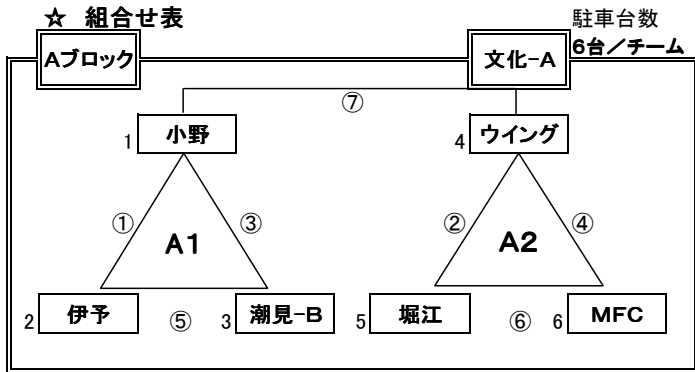 ☆ 組合せ表
駐車台数
Aブロック
文化-A
6台／チーム
⑦
1 小野
4 ウイング
① ③
② ④
A1
A2
2 伊予
⑤
3 潮見-B
5 堀江
⑥
6 MFC